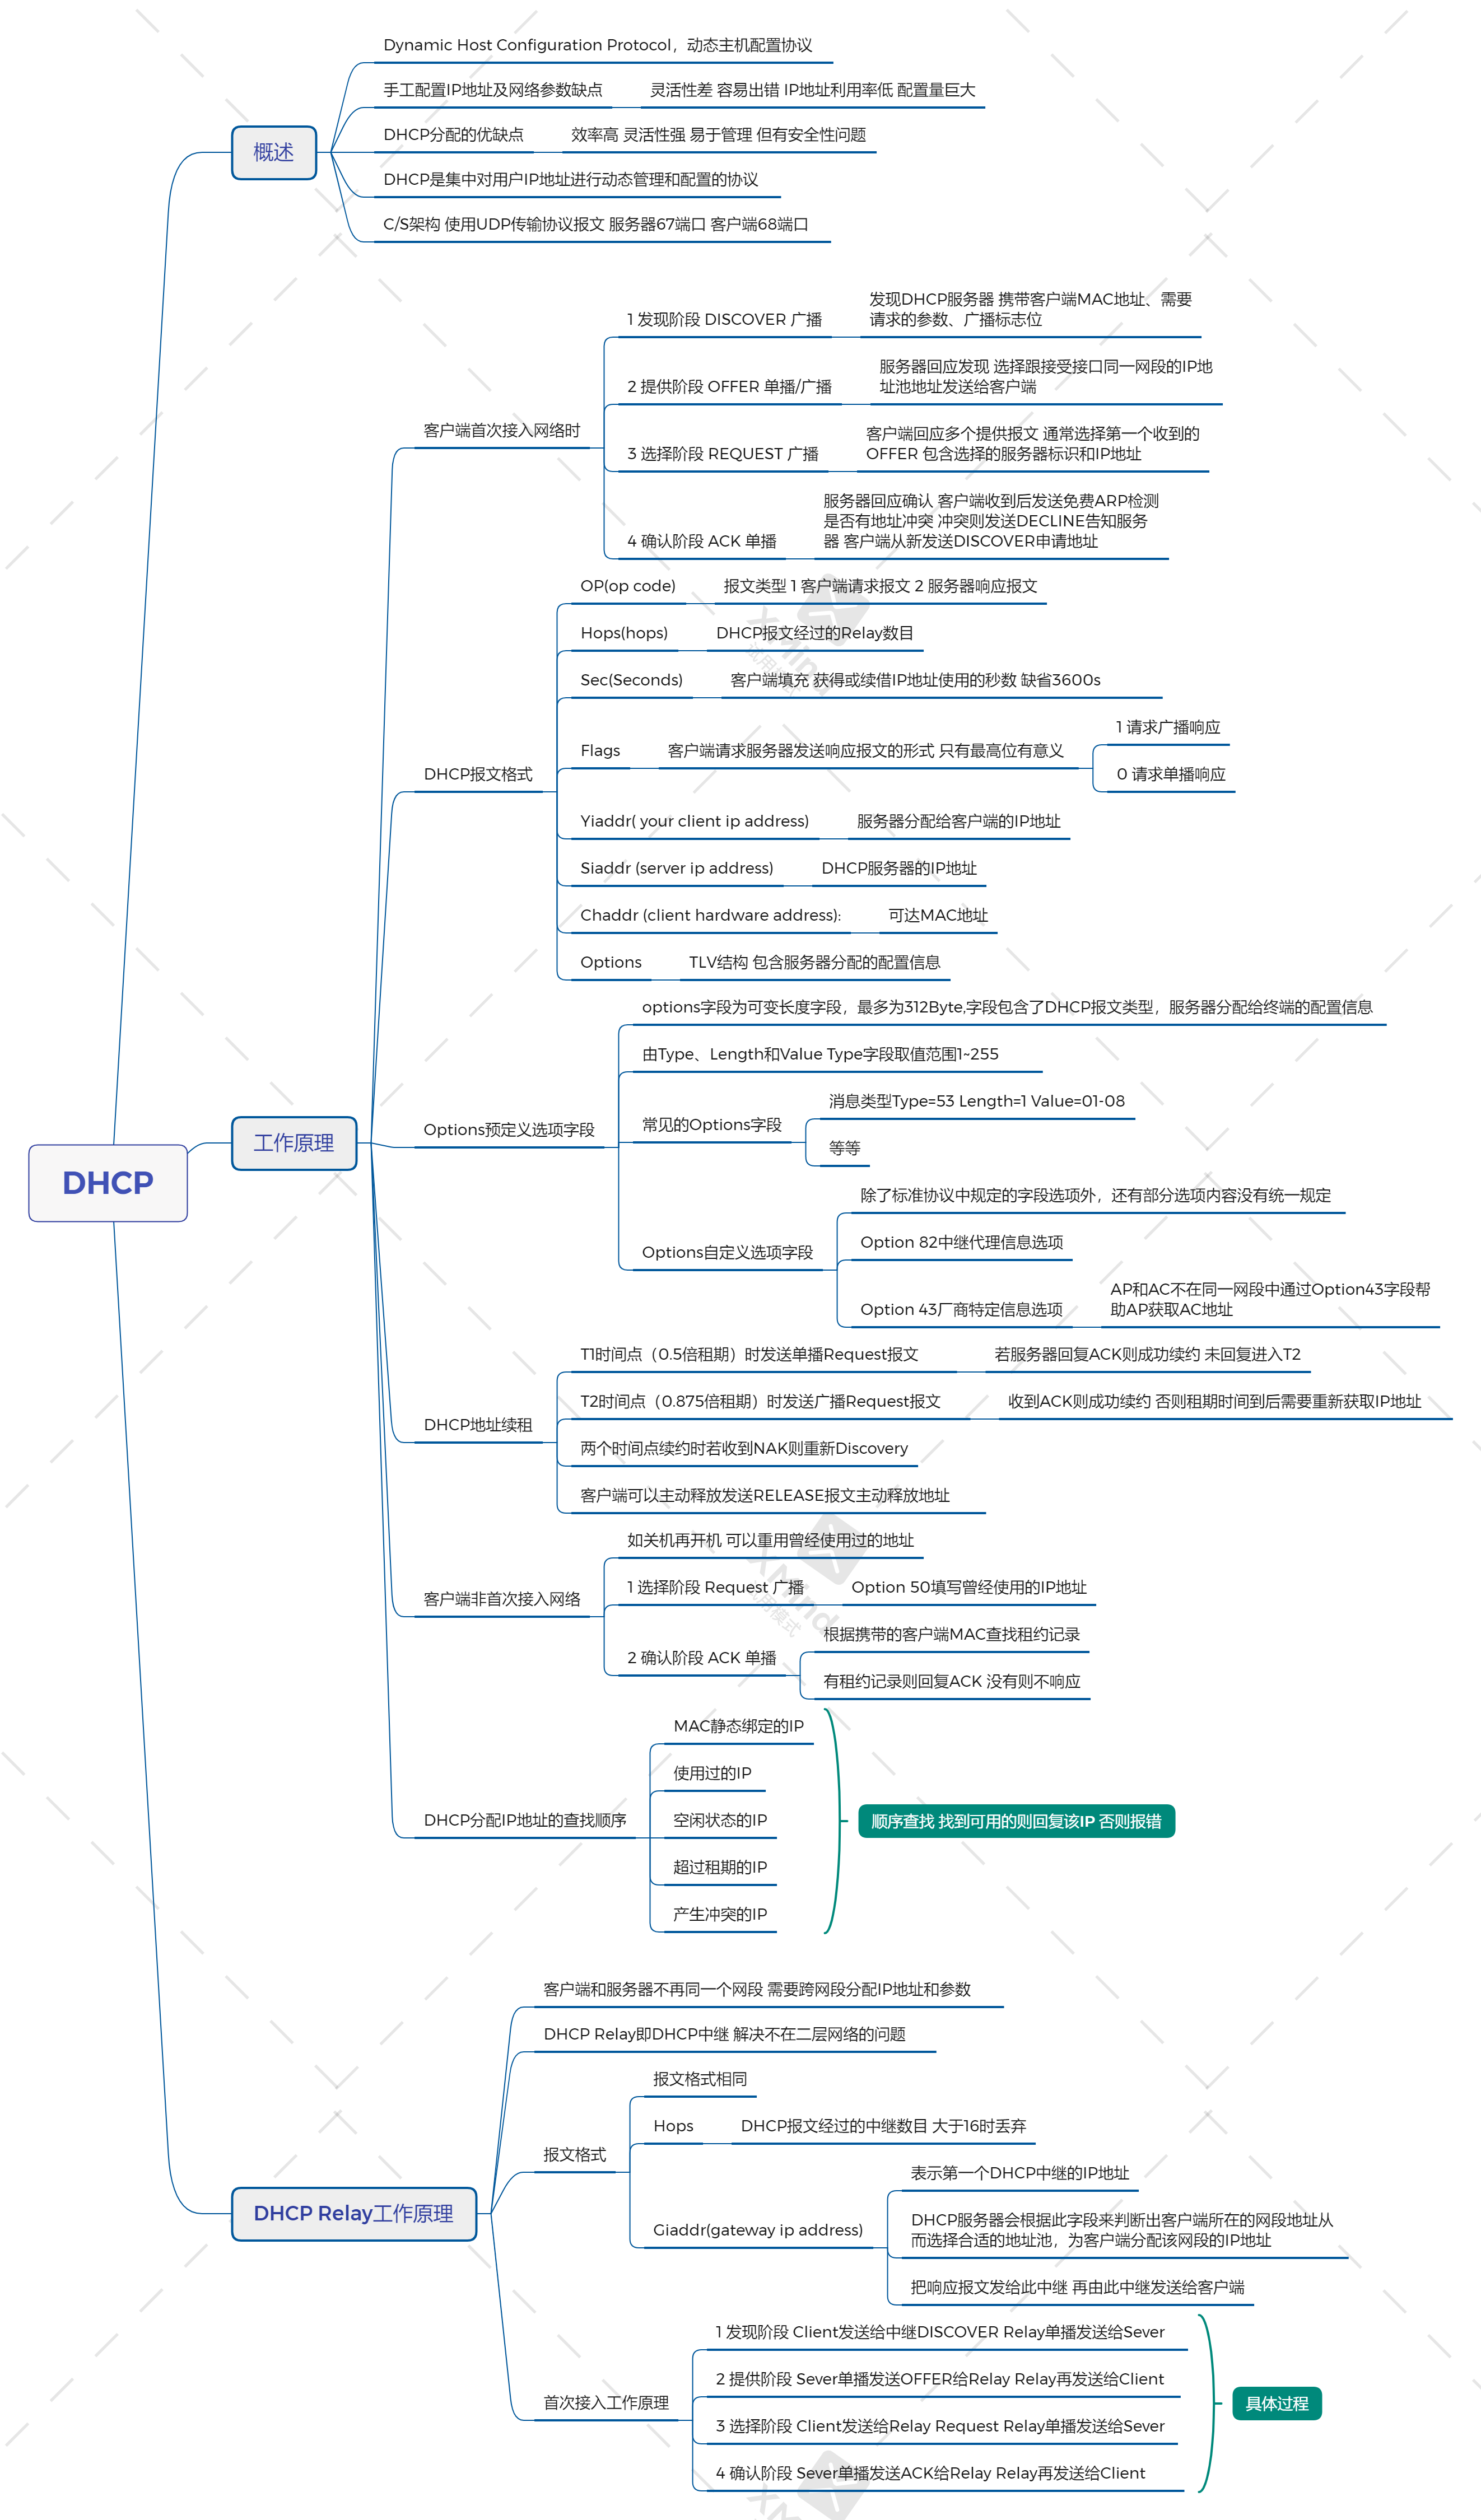 DHCP
概述
Dynamic Host Configuration Protocol，动态主机配置协议
手工配置IP地址及网络参数缺点
灵活性差 容易出错 IP地址利用率低 配置量巨大
DHCP分配的优缺点
效率高 灵活性强 易于管理 但有安全性问题
DHCP是集中对用户IP地址进行动态管理和配置的协议
C/S架构 使用UDP传输协议报文 服务器67端口 客户端68端口
工作原理
客户端首次接入网络时
1 发现阶段 DISCOVER 广播
发现DHCP服务器 携带客户端MAC地址、需要
请求的参数、广播标志位
2 提供阶段 OFFER 单播/广播
服务器回应发现 选择跟接受接口同一网段的IP地
址池地址发送给客户端
3 选择阶段 REQUEST 广播
客户端回应多个提供报文 通常选择第一个收到的
OFFER 包含选择的服务器标识和IP地址
4 确认阶段 ACK 单播
服务器回应确认 客户端收到后发送免费ARP检测
是否有地址冲突 冲突则发送DECLINE告知服务
器 客户端从新发送DISCOVER申请地址
DHCP报文格式
OP(op code)
报文类型 1 客户端请求报文 2 服务器响应报文
Hops(hops)
DHCP报文经过的Relay数目
Sec(Seconds)
客户端填充 获得或续借IP地址使用的秒数 缺省3600s
Flags
客户端请求服务器发送响应报文的形式 只有最高位有意义
1 请求广播响应
0 请求单播响应
Yiaddr( your client ip address)
服务器分配给客户端的IP地址
Siaddr (server ip address)
DHCP服务器的IP地址
Chaddr (client hardware address):
可达MAC地址
Options
TLV结构 包含服务器分配的配置信息
Options预定义选项字段
options字段为可变长度字段，最多为312Byte,字段包含了DHCP报文类型，服务器分配给终端的配置信息
由Type、Length和Value Type字段取值范围1~255
常见的Options字段
消息类型Type=53 Length=1 Value=01-08
等等
Options自定义选项字段
除了标准协议中规定的字段选项外，还有部分选项内容没有统一规定
Option 82中继代理信息选项
Option 43厂商特定信息选项
AP和AC不在同一网段中通过Option43字段帮
助AP获取AC地址
DHCP地址续租
T1时间点（0.5倍租期）时发送单播Request报文
若服务器回复ACK则成功续约 未回复进入T2
T2时间点（0.875倍租期）时发送广播Request报文
收到ACK则成功续约 否则租期时间到后需要重新获取IP地址
两个时间点续约时若收到NAK则重新Discovery
客户端可以主动释放发送RELEASE报文主动释放地址
客户端非首次接入网络
如关机再开机 可以重用曾经使用过的地址
1 选择阶段 Request 广播
Option 50填写曾经使用的IP地址
2 确认阶段 ACK 单播
根据携带的客户端MAC查找租约记录
有租约记录则回复ACK 没有则不响应
DHCP分配IP地址的查找顺序
MAC静态绑定的IP
使用过的IP
空闲状态的IP
超过租期的IP
产生冲突的IP
顺序查找 找到可用的则回复该IP 否则报错
DHCP Relay工作原理
客户端和服务器不再同一个网段 需要跨网段分配IP地址和参数
DHCP Relay即DHCP中继 解决不在二层网络的问题
报文格式
报文格式相同
Hops
DHCP报文经过的中继数目 大于16时丢弃
Giaddr(gateway ip address)
表示第一个DHCP中继的IP地址
DHCP服务器会根据此字段来判断出客户端所在的网段地址从
而选择合适的地址池，为客户端分配该网段的IP地址
把响应报文发给此中继 再由此中继发送给客户端
首次接入工作原理
1 发现阶段 Client发送给中继DISCOVER Relay单播发送给Sever
2 提供阶段 Sever单播发送OFFER给Relay Relay再发送给Client
3 选择阶段 Client发送给Relay Request Relay单播发送给Sever
4 确认阶段 Sever单播发送ACK给Relay Relay再发送给Client
具体过程
XMind
试用模式
XMind
试用模式